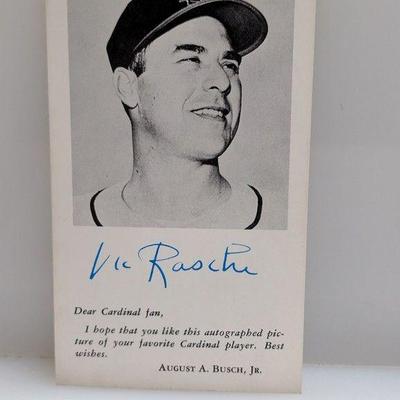 Vic Raschi
Dear Cardinal fan,
I hope that you like this autographed pic-
ture of your favorite Cardinal player. Best
wishes.
AUGUST A. BUSCH, JR.